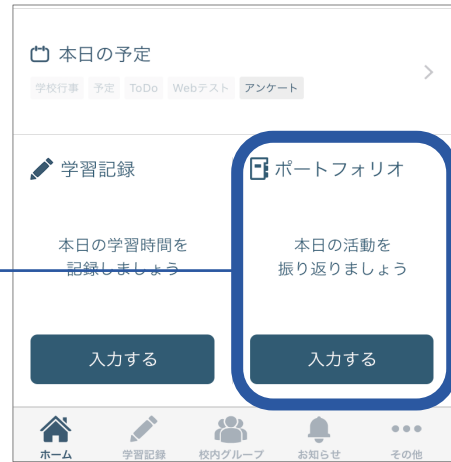 本日の予定
学校行事 予定 ToDo Webテスト アンケート
学習記録
本日の学習時間を
記録しましょう
入力する
ポートフォリオ
本日の活動を
振り返りましょう
入力する
ホーム 学習記録 校内グループ お知らせ その他